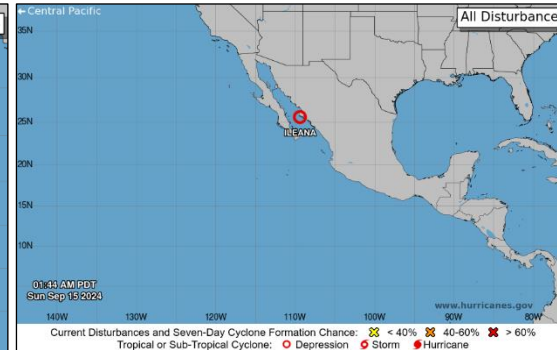 ← Central Pacific
All Disturbance
35N
30N
25N
ILEANA
20N
15N
10N
01:44 AM PDT
Sun Sep 15 2024
www.hurricanes.gov
140W 130W 120W 110W 100W 90W 80W
Current Disturbances and Seven-Day Cyclone Formation Chance: < 40% 40-60% > 60%
Tropical or Sub-Tropical Cyclone: Depression Storm Hurricane